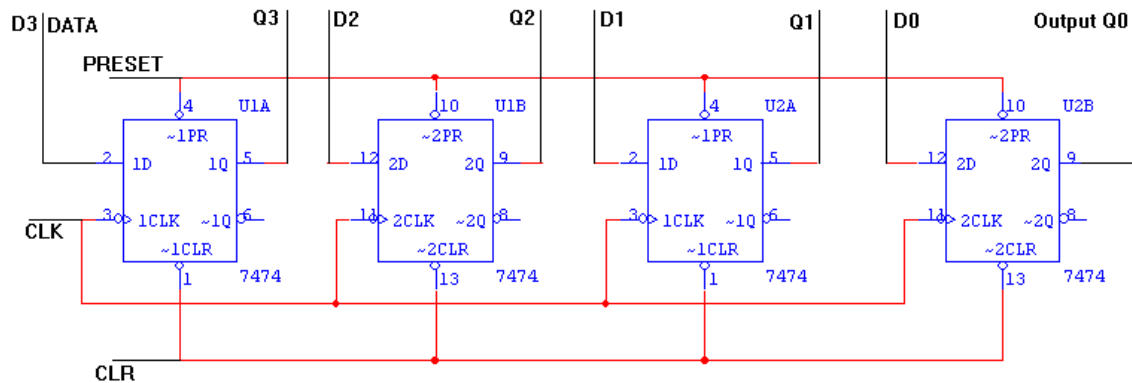 D3 DATA Q3 D2 Q2 D1 Q1 D0 Output Q0
PRESET
4 U1A 10 U1B 4 U2A 10 U2B
~1PR ~2PR ~1PR ~2PR
2 1D 1Q 5 12 2D 2Q 9 2 1D 1Q 5 12 2D 2Q 9
3 1CLK ~1Q 6 11 2CLK ~2Q 8 3 1CLK ~1Q 6 11 2CLK ~2Q 8
CLK
~1CLR ~2CLR ~1CLR ~2CLR
1 7474 13 7474 1 7474 13 7474
CLR